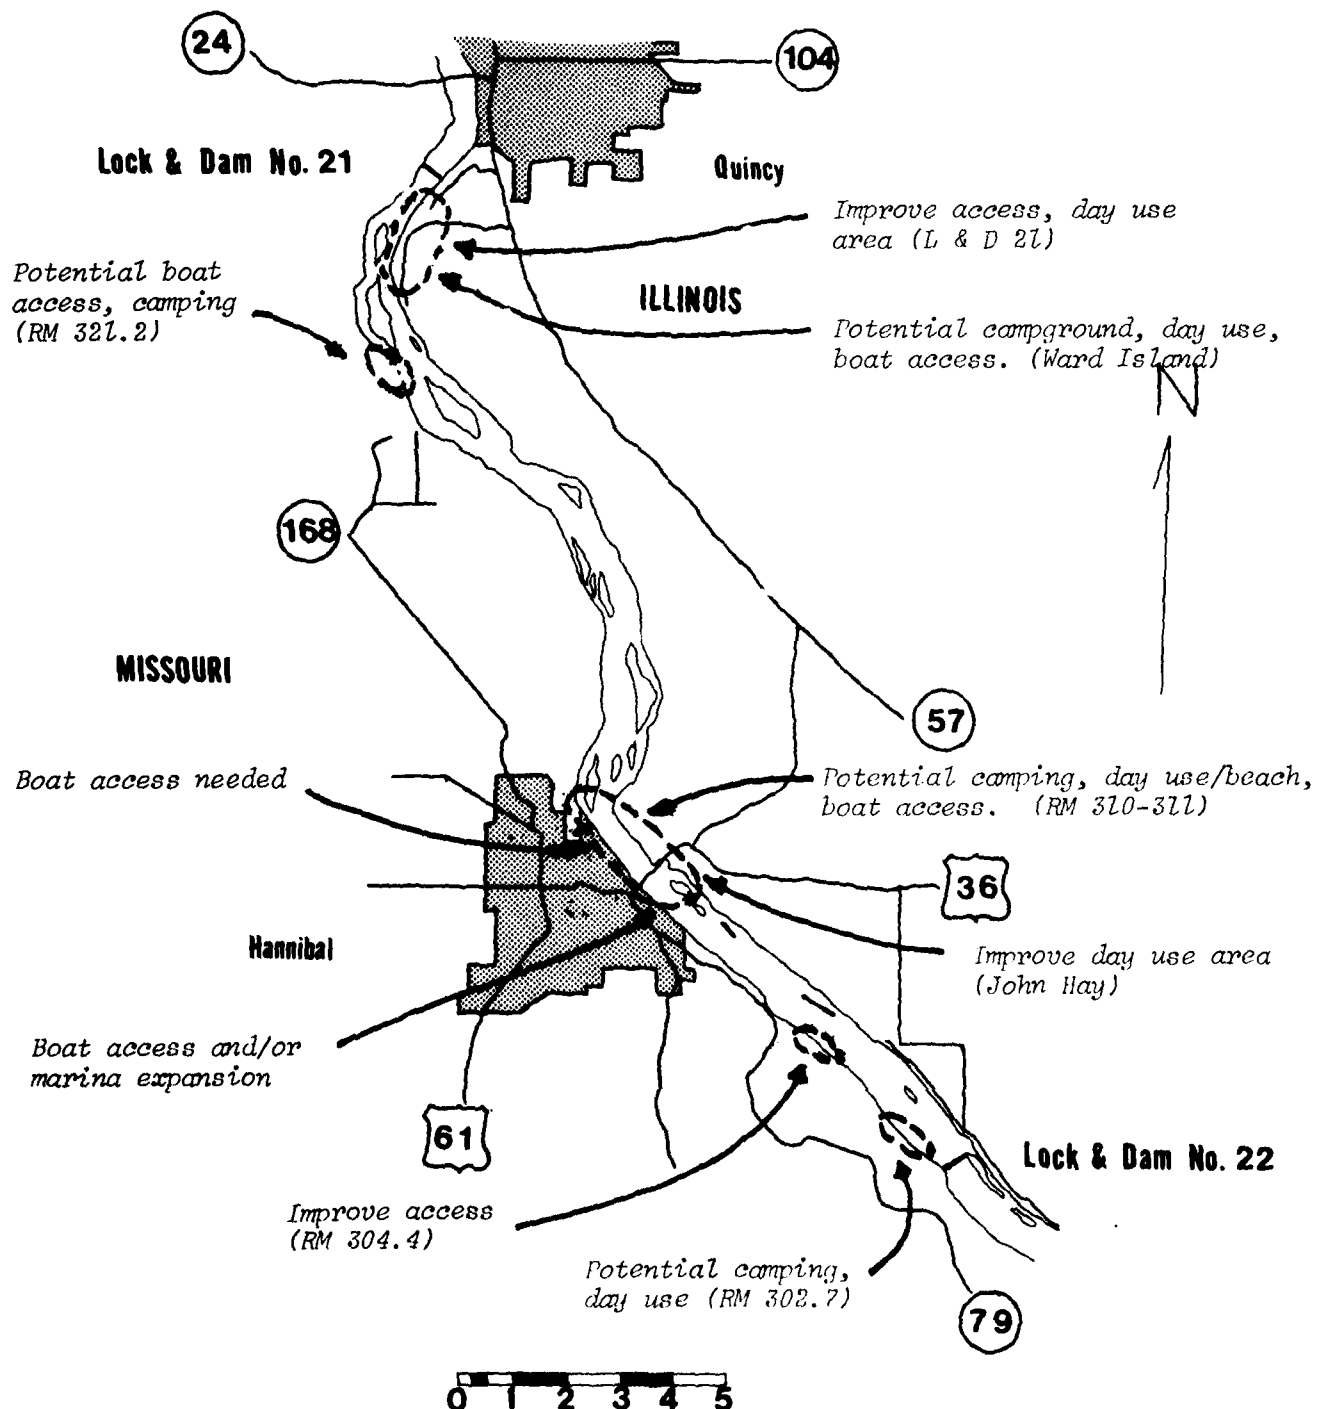 24
104
Lock & Dam No. 21
Quincy
Improve access, day use
area (L & D 21)
Potential boat
access, camping
(RM 321.2)
ILLINOIS
Potential campground, day use,
boat access. (Ward Island)
N
168
MISSOURI
57
Boat access needed
Potential camping, day use/beach,
boat access. (RM 310-311)
36
Hannibal
Improve day use area
(John Hay)
Boat access and/or
marina expansion
61
Lock & Dam No. 22
Improve access
(RM 304.4)
Potential camping,
day use (RM 302.7)
79
0 1 2 3 4 5